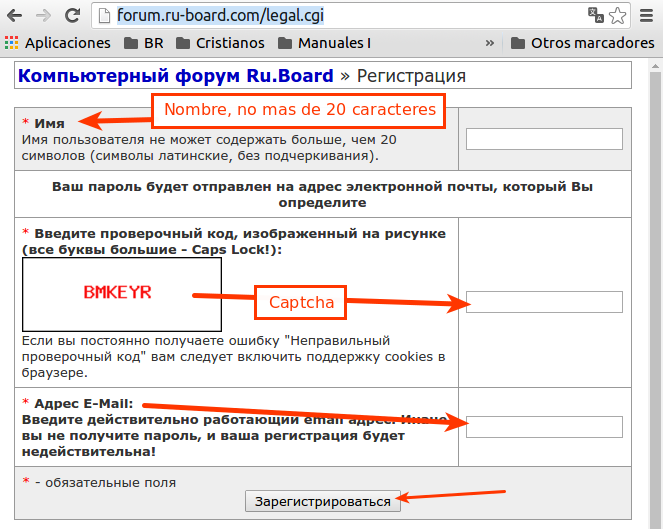 forum.ru-board.com/legal.cgi
Aplicaciones BR Cristianos Manuales I » Otros marcadores
Компьютерный форум Ru.Board » Регистрация
* Имя
Nombre, no mas de 20 caracteres
Имя пользователя не может содержать больше, чем 20
символов (символы латинские, без подчеркивания).
Ваш пароль будет отправлен на адрес электронной почты, который Вы
определите
* Введите проверочный код, изображенный на рисунке
(все буквы большие - Caps Lock!):
BMKEYR
Captcha
Если вы постоянно получаете ошибку "Неправильный
проверочный код" вам следует включить поддержку cookies в
браузере.
* Адрес E-Mail:
Введите действительно работающий email адрес. Иначе
вы не получите пароль, и ваша регистрация будет
недействительна!
* - обязательные поля
Зарегистрироваться